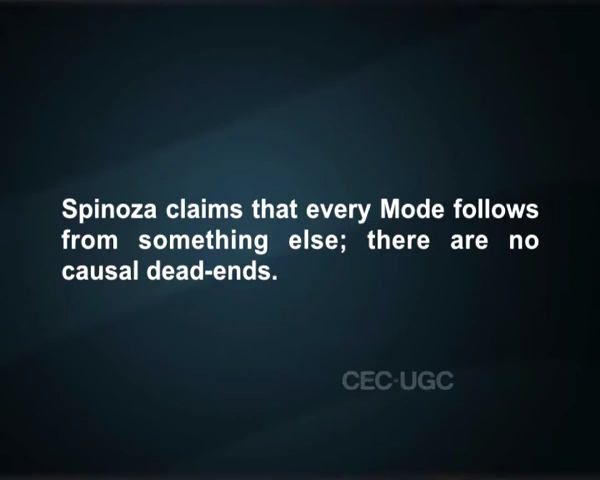 Spinoza claims that every Mode follows
from something else; there are no
causal dead-ends.
CEC-UGC